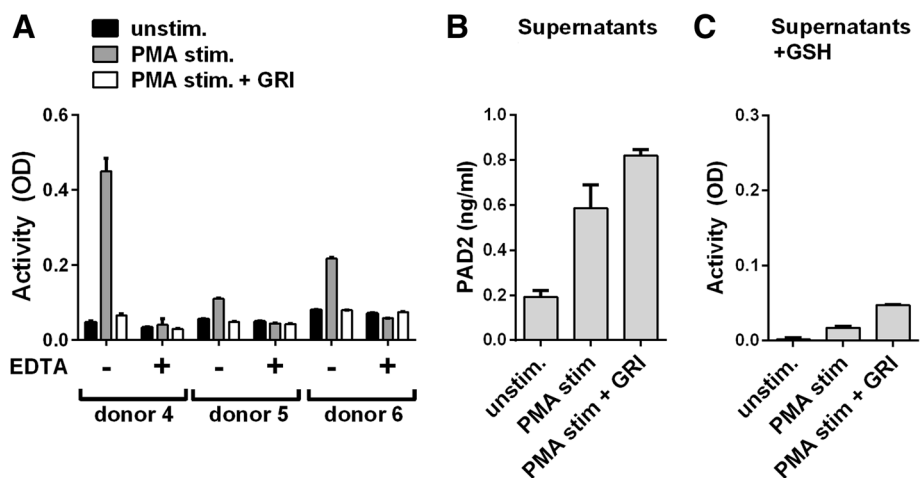 A
unstim.
PMA stim.
PMA stim. + GRI
Activity (OD)
0.6
0.4
0.2
0.0
EDTA
- + - + - +
donor 4 donor 5 donor 6
B
Supernatants
PAD2 (ng/ml)
1.0
0.8
0.6
0.4
0.2
0.0
unstim.
PMA stim
PMA stim + GRI
C
Supernatants
+GSH
Activity (OD)
0.3
0.2
0.1
0.0
unstim.
PMA stim
PMA stim + GRI